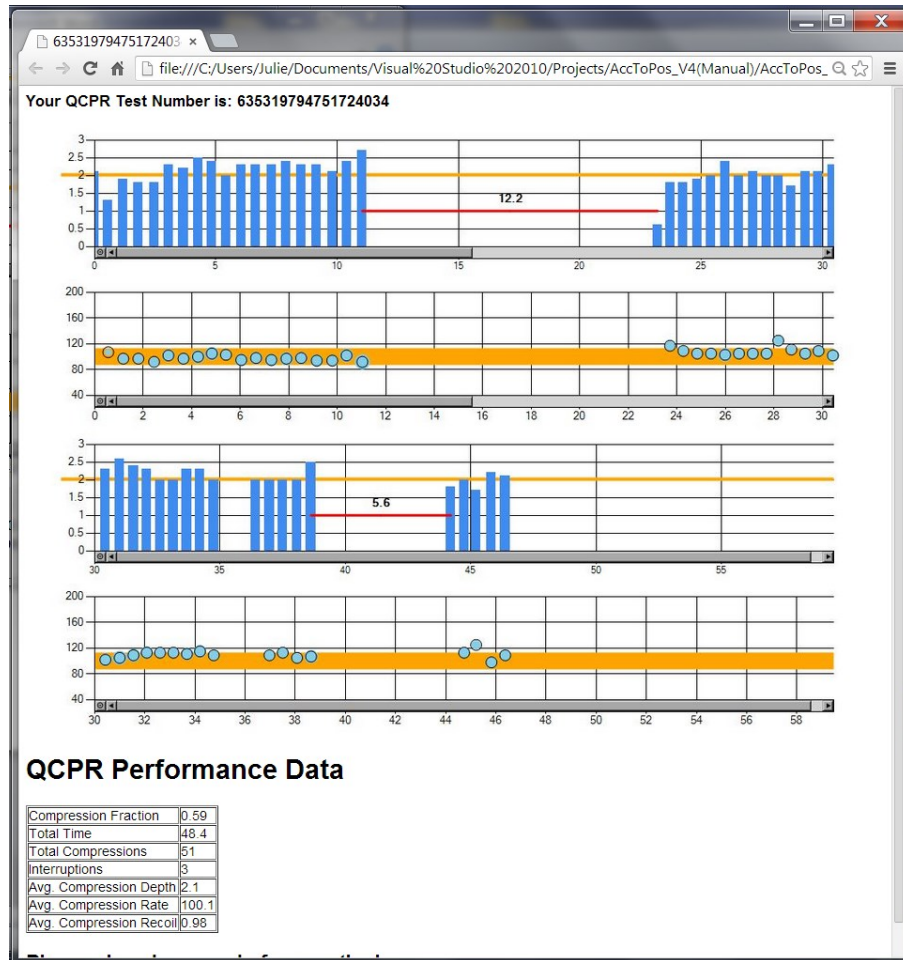 63531979475172403
file:///C:/Users/Julie/Documents/Visual%20Studio%202010/Projects/AccToPos_V4(Manual)/AccToPos_
Your QCPR Test Number is: 635319794751724034
3
2.5
2
1.5
1
0.5
0
12.2
0 5 10 15 20 25 30
200
160
120
80
40
0 2 4 6 8 10 12 14 16 18 20 22 24 26 28 30
3
2.5
2
1.5
1
0.5
0
5.6
30 35 40 45 50 55
200
160
120
80
40
30 32 34 36 38 40 42 44 46 48 50 52 54 56 58
QCPR Performance Data
Compression Fraction 0.59
Total Time 48.4
Total Compressions 51
Interruptions 3
Avg. Compression Depth 2.1
Avg. Compression Rate 100.1
Avg. Compression Recoil 0.98